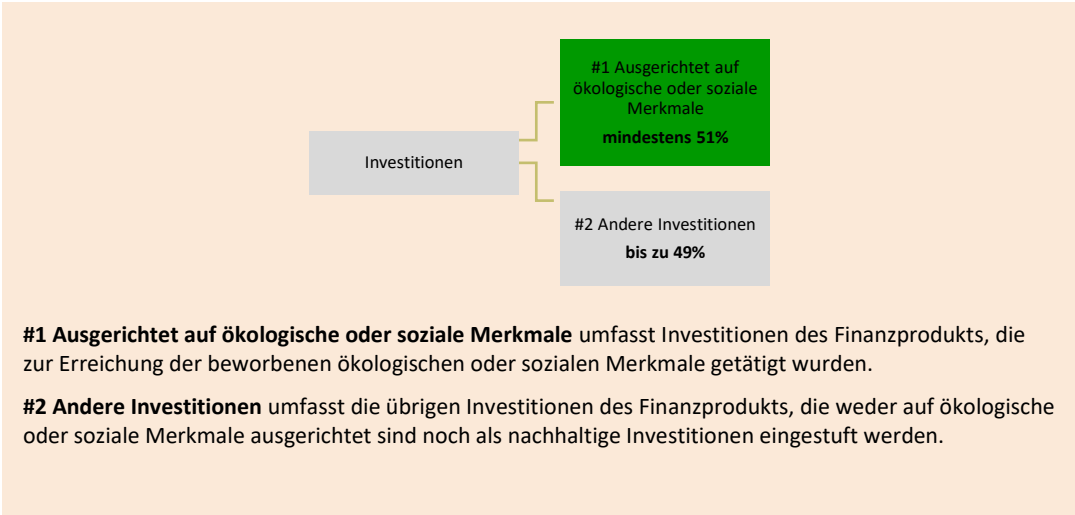 #1 Ausgerichtet auf
ökologische oder soziale
Merkmale
mindestens 51%
Investitionen
#2 Andere Investitionen
bis zu 49%
#1 Ausgerichtet auf ökologische oder soziale Merkmale umfasst Investitionen des Finanzprodukts, die
zur Erreichung der beworbenen ökologischen oder sozialen Merkmale getätigt wurden.
#2 Andere Investitionen umfasst die übrigen Investitionen des Finanzprodukts, die weder auf ökologische
oder soziale Merkmale ausgerichtet sind noch als nachhaltige Investitionen eingestuft werden.